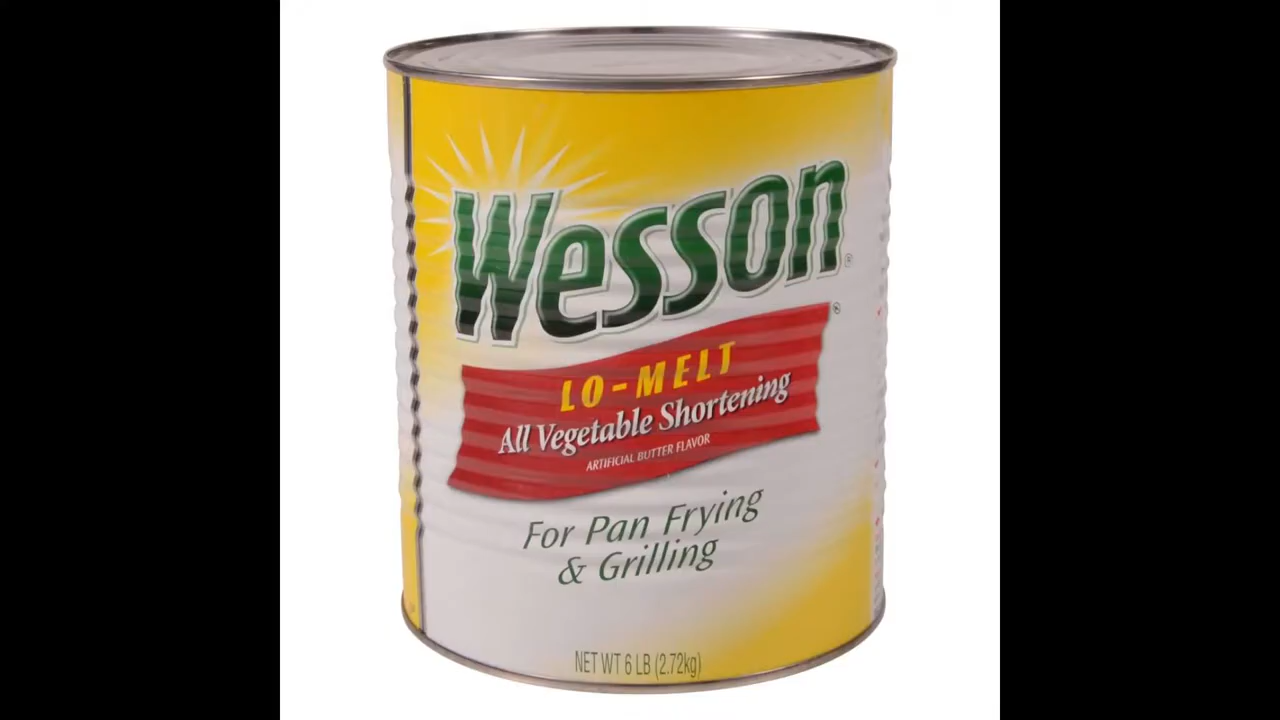 Wesson®
LO-MELT®
All Vegetable Shortening
ARTIFICIAL BUTTER FLAVOR
For Pan Frying
& Grilling
NET WT 6 LB (2.72kg)